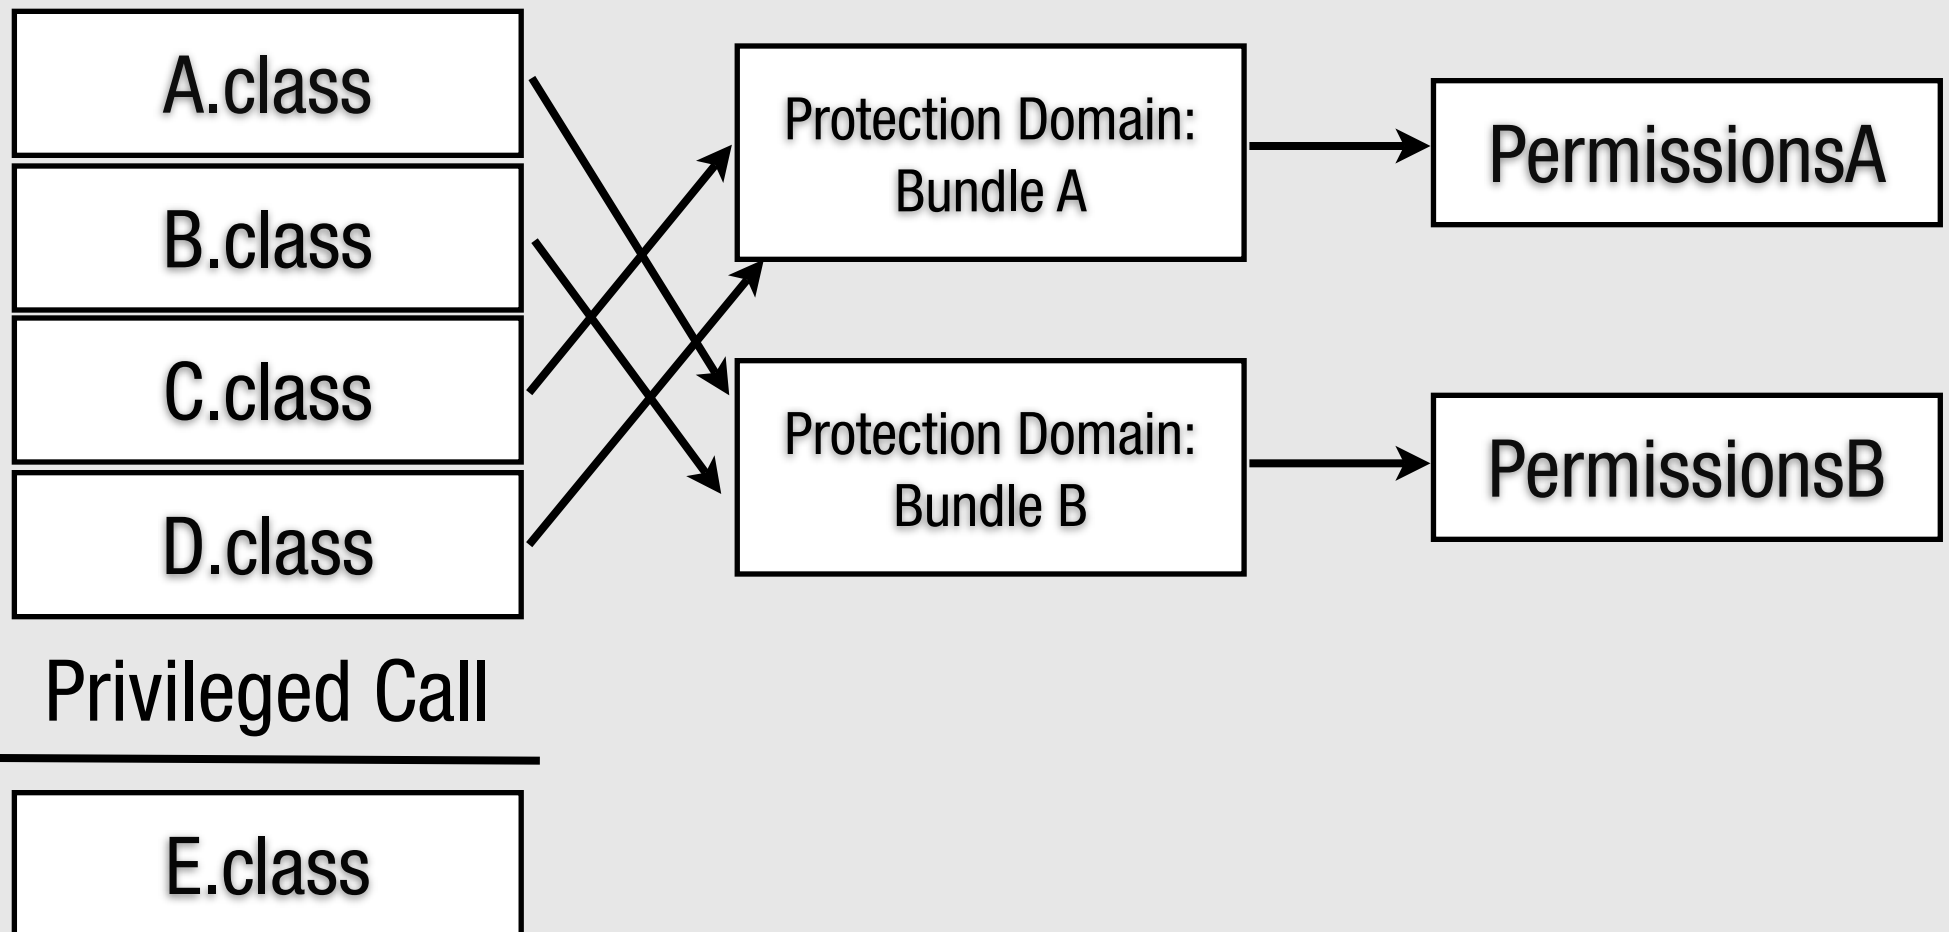 A.class
B.class
C.class
D.class
Privileged Call
E.class
Protection Domain:
Bundle A
Protection Domain:
Bundle B
PermissionsA
PermissionsB